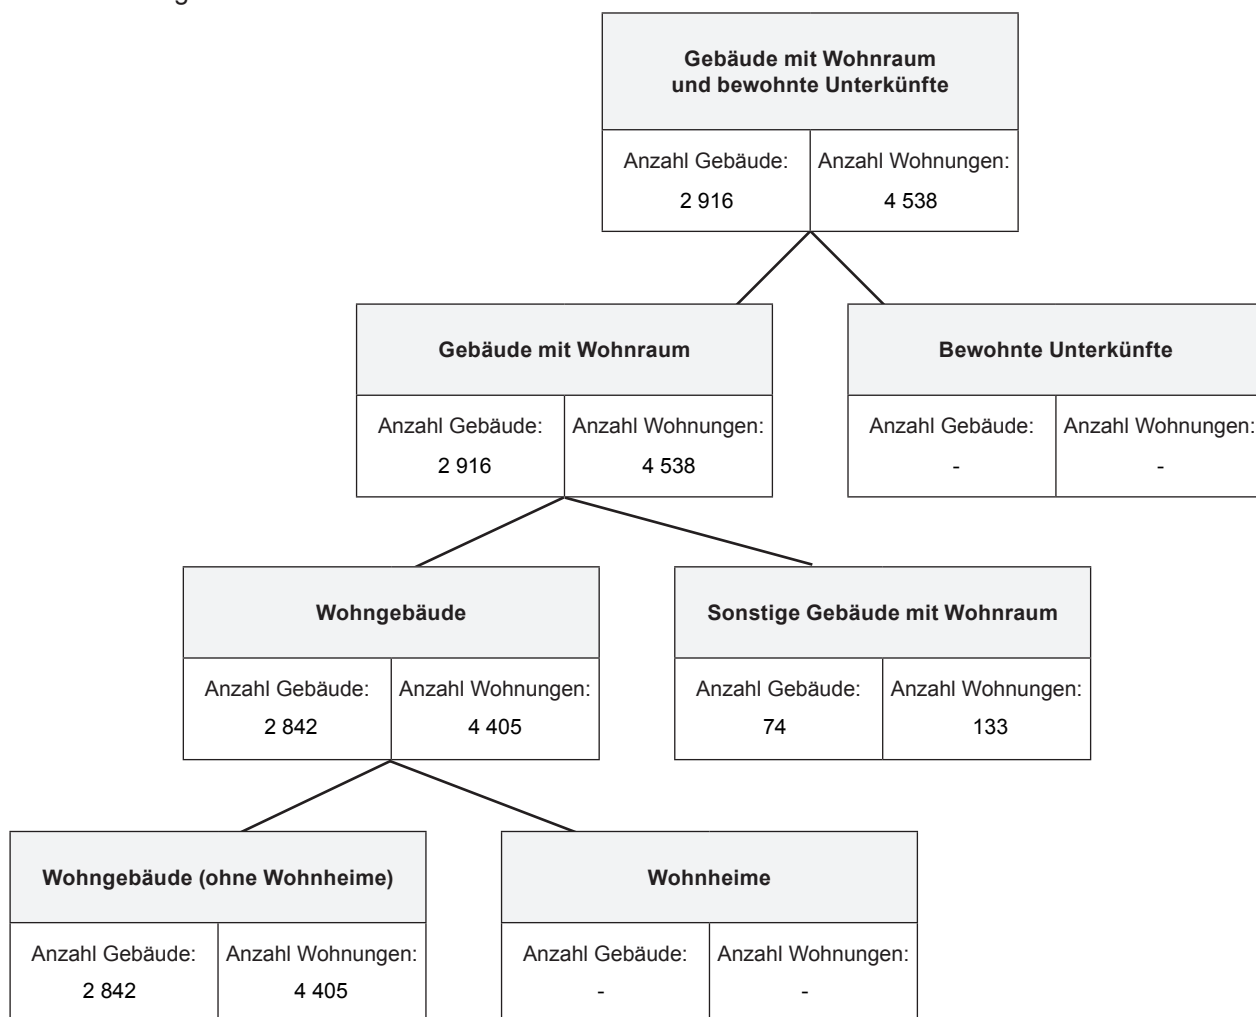 Gebäude mit Wohnraum
und bewohnte Unterkünfte
Anzahl Gebäude: Anzahl Wohnungen:
2 916 4 538
Gebäude mit Wohnraum Bewohnte Unterkünfte
Anzahl Gebäude: Anzahl Wohnungen: Anzahl Gebäude: Anzahl Wohnungen:
2 916 4 538 - -
Wohngebäude Sonstige Gebäude mit Wohnraum
Anzahl Gebäude: Anzahl Wohnungen: Anzahl Gebäude: Anzahl Wohnungen:
2 842 4 405 74 133
Wohngebäude (ohne Wohnheime) Wohnheime
Anzahl Gebäude: Anzahl Wohnungen: Anzahl Gebäude: Anzahl Wohnungen:
2 842 4 405 - -